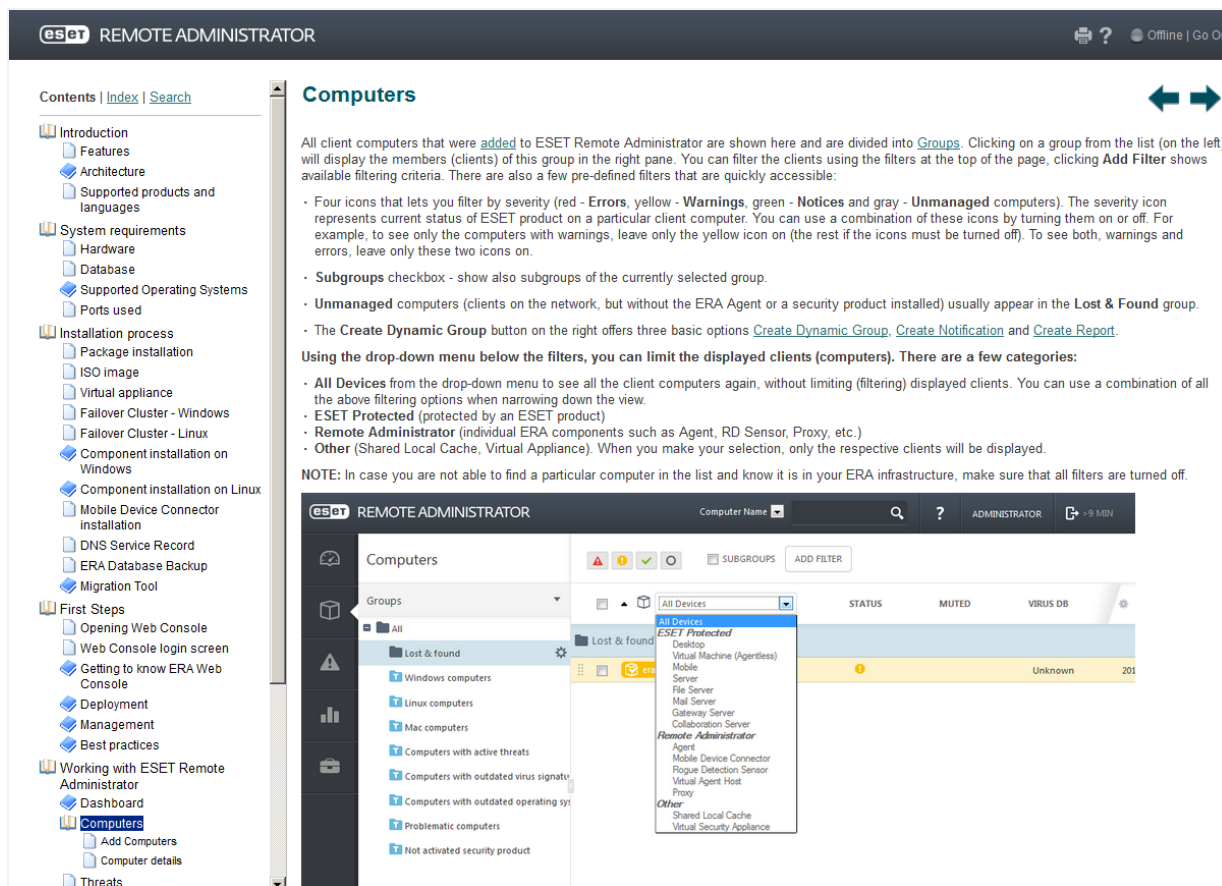 eset REMOTE ADMINISTRATOR
Offline | Go O
Contents | Index | Search
Introduction
Features
Architecture
Supported products and
languages
System requirements
Hardware
Database
Supported Operating Systems
Ports used
Installation process
Package installation
ISO image
Virtual appliance
Failover Cluster - Windows
Failover Cluster - Linux
Component installation on
Windows
Component installation on Linux
Mobile Device Connector
installation
DNS Service Record
ERA Database Backup
Migration Tool
First Steps
Opening Web Console
Web Console login screen
Getting to know ERA Web
Console
Deployment
Management
Best practices
Working with ESET Remote
Administrator
Dashboard
Computers
Add Computers
Computer details
Threats
Computers
All client computers that were added to ESET Remote Administrator are shown here and are divided into Groups. Clicking on a group from the list (on the left)
will display the members (clients) of this group in the right pane. You can filter the clients using the filters at the top of the page, clicking Add Filter shows
available filtering criteria. There are also a few pre-defined filters that are quickly accessible:
· Four icons that lets you filter by severity (red - Errors, yellow - Warnings, green - Notices and gray - Unmanaged computers). The severity icon
represents current status of ESET product on a particular client computer. You can use a combination of these icons by turning them on or off. For
example, to see only the computers with warnings, leave only the yellow icon on (the rest if the icons must be turned off). To see both, warnings and
errors, leave only these two icons on.
· Subgroups checkbox - show also subgroups of the currently selected group.
· Unmanaged computers (clients on the network, but without the ERA Agent or a security product installed) usually appear in the Lost & Found group.
· The Create Dynamic Group button on the right offers three basic options Create Dynamic Group, Create Notification and Create Report.
Using the drop-down menu below the filters, you can limit the displayed clients (computers). There are a few categories:
· All Devices from the drop-down menu to see all the client computers again, without limiting (filtering) displayed clients. You can use a combination of all
the above filtering options when narrowing down the view.
· ESET Protected (protected by an ESET product)
· Remote Administrator (individual ERA components such as Agent, RD Sensor, Proxy, etc.)
· Other (Shared Local Cache, Virtual Appliance). When you make your selection, only the respective clients will be displayed.
NOTE: In case you are not able to find a particular computer in the list and know it is in your ERA infrastructure, make sure that all filters are turned off.
eset REMOTE ADMINISTRATOR
Computer Name
?
ADMINISTRATOR
>9 MIN
Computers
SUBGROUPS
ADD FILTER
Groups
All
Lost & found
Windows computers
Linux computers
Mac computers
Computers with active threats
Computers with outdated virus signatu
Computers with outdated operating sys
Problematic computers
Not activated security product
All Devices
STATUS
MUTED
VIRUS DB
Lost & found
era
Unknown
201
All Devices
ESET Protected
Desktop
Virtual Machine (Agentless)
Mobile
Server
File Server
Mail Server
Gateway Server
Collaboration Server
Remote Administrator
Agent
Mobile Device Connector
Rogue Detection Sensor
Virtual Agent Host
Proxy
Other
Shared Local Cache
Virtual Security Appliance